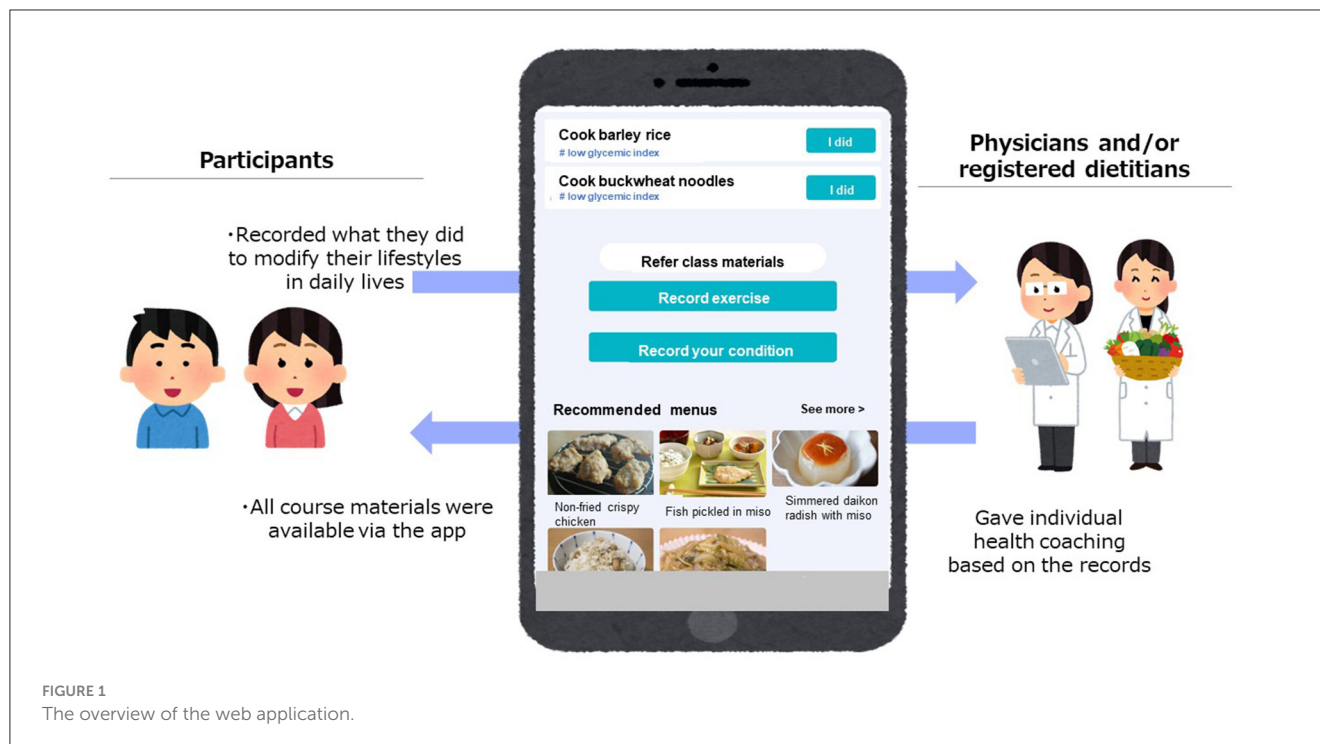 Participants
・Recorded what they did
to modify their lifestyles
in daily lives
・All course materials were
available via the app
Cook barley rice
# low glycemic index
I did
Cook buckwheat noodles
# low glycemic index
I did
Refer class materials
Record exercise
Record your condition
Recommended menus
See more >
Non-fried crispy
chicken
Fish pickled in miso
Simmered daikon
radish with miso
Physicians and/or
registered dietitians
Gave individual
health coaching
based on the records
FIGURE 1
The overview of the web application.